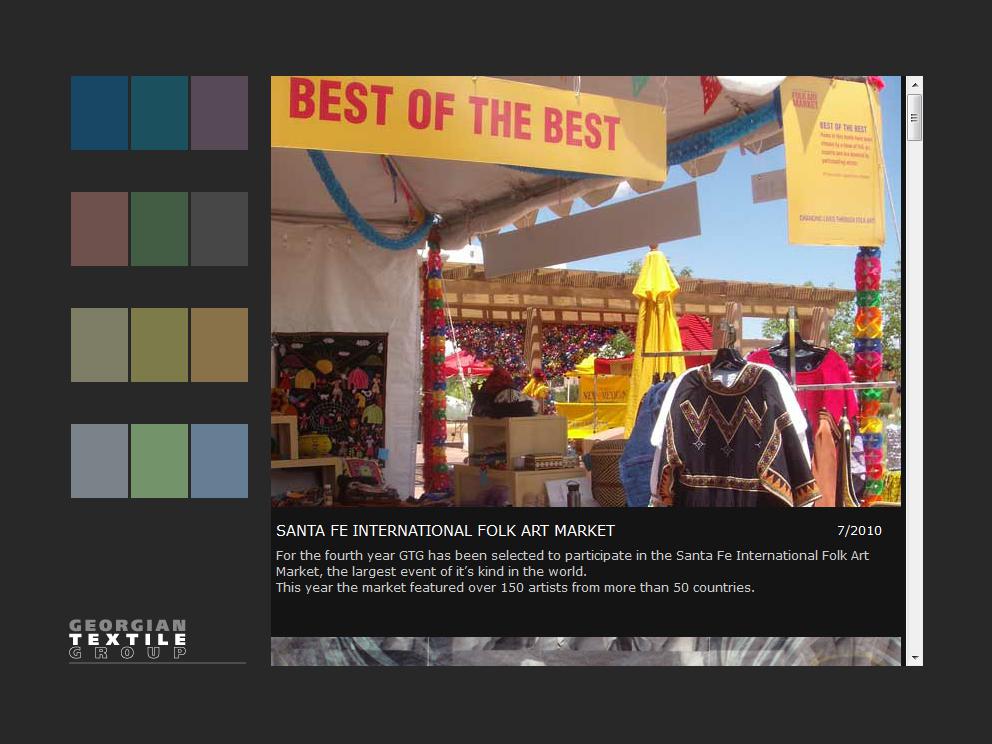 BEST OF THE BEST
FOLK ART
MARKET
BEST OF THE BEST
CHANGING LIVES THROUGH FOLK ART
NEW MEXICO
SANTA FE INTERNATIONAL FOLK ART MARKET
7/2010
For the fourth year GTG has been selected to participate in the Santa Fe International Folk Art
Market, the largest event of it’s kind in the world.
This year the market featured over 150 artists from more than 50 countries.
GEORGIAN
TEXTILE
GROUP